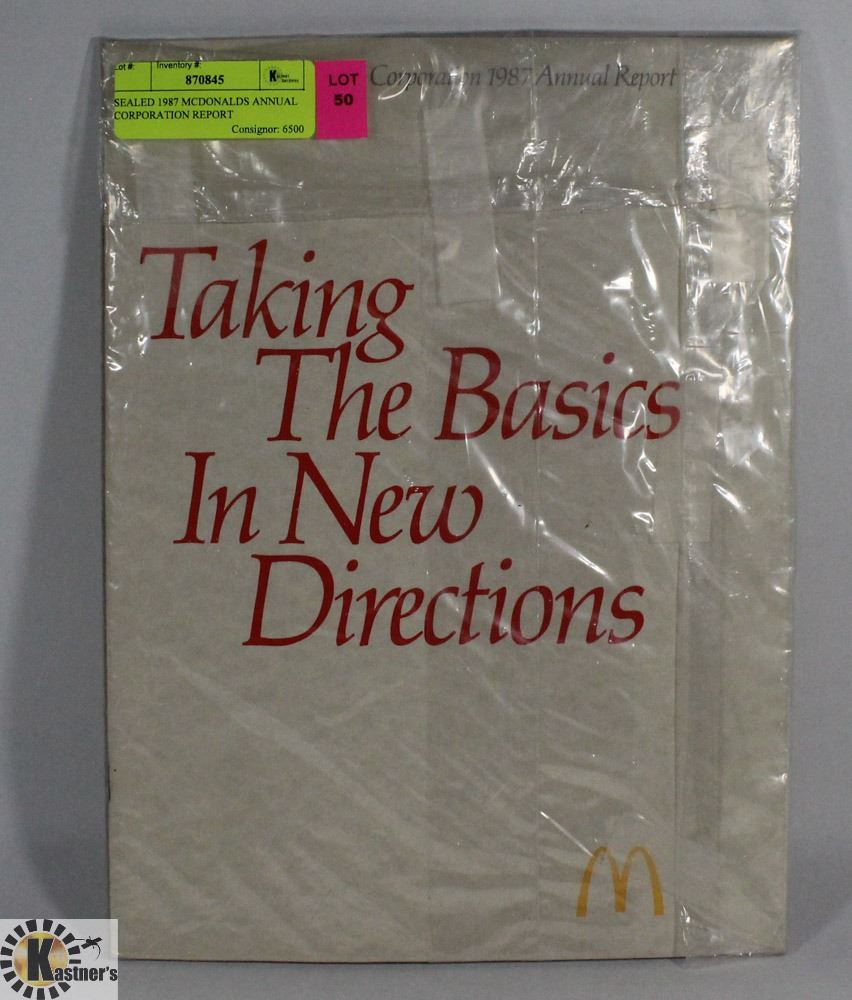 Lot #: Inventory #:
870845
SEALED 1987 MCDONALDS ANNUAL
CORPORATION REPORT
Consignor: 6500
LOT
50
Corporation 1987 Annual Report
Taking
The Basics
In New
Directions
Kastner's